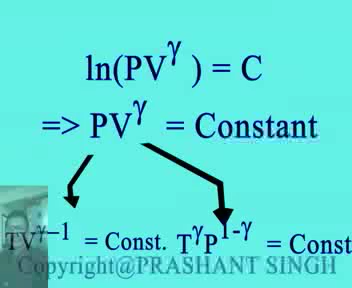 ln(PV^γ ) = C
=> PV^γ = Constant
TV^γ−1 = Const. T^γP^1-γ = Const
Copyright@PRASHANT SINGH